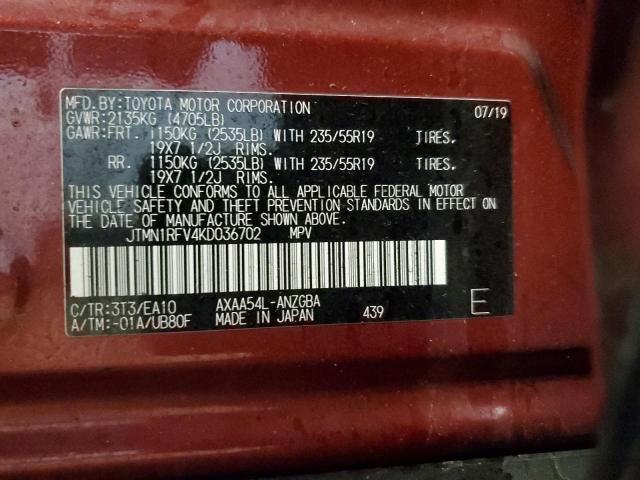 MFD.BY:TOYOTA MOTOR CORPORATION 07/19
GVWR:2135KG (4705LB)
GAWR:FRT. 1150KG (2535LB) WITH 235/55R19 TIRES.
19X7 1/2J RIMS.
RR. 1150KG (2535LB) WITH 235/55R19 TIRES.
19X7 1/2J RIMS.
THIS VEHICLE CONFORMS TO ALL APPLICABLE FEDERAL MOTOR
VEHICLE SAFETY AND THEFT PREVENTION STANDARDS IN EFFECT ON
THE DATE OF MANUFACTURE SHOWN ABOVE.
JTMN1RFV4KD036702 MPV
C/TR:3T3/EA10 AXAA54L-ANZGBA
A/TM:-01A/UB80F MADE IN JAPAN 439 E